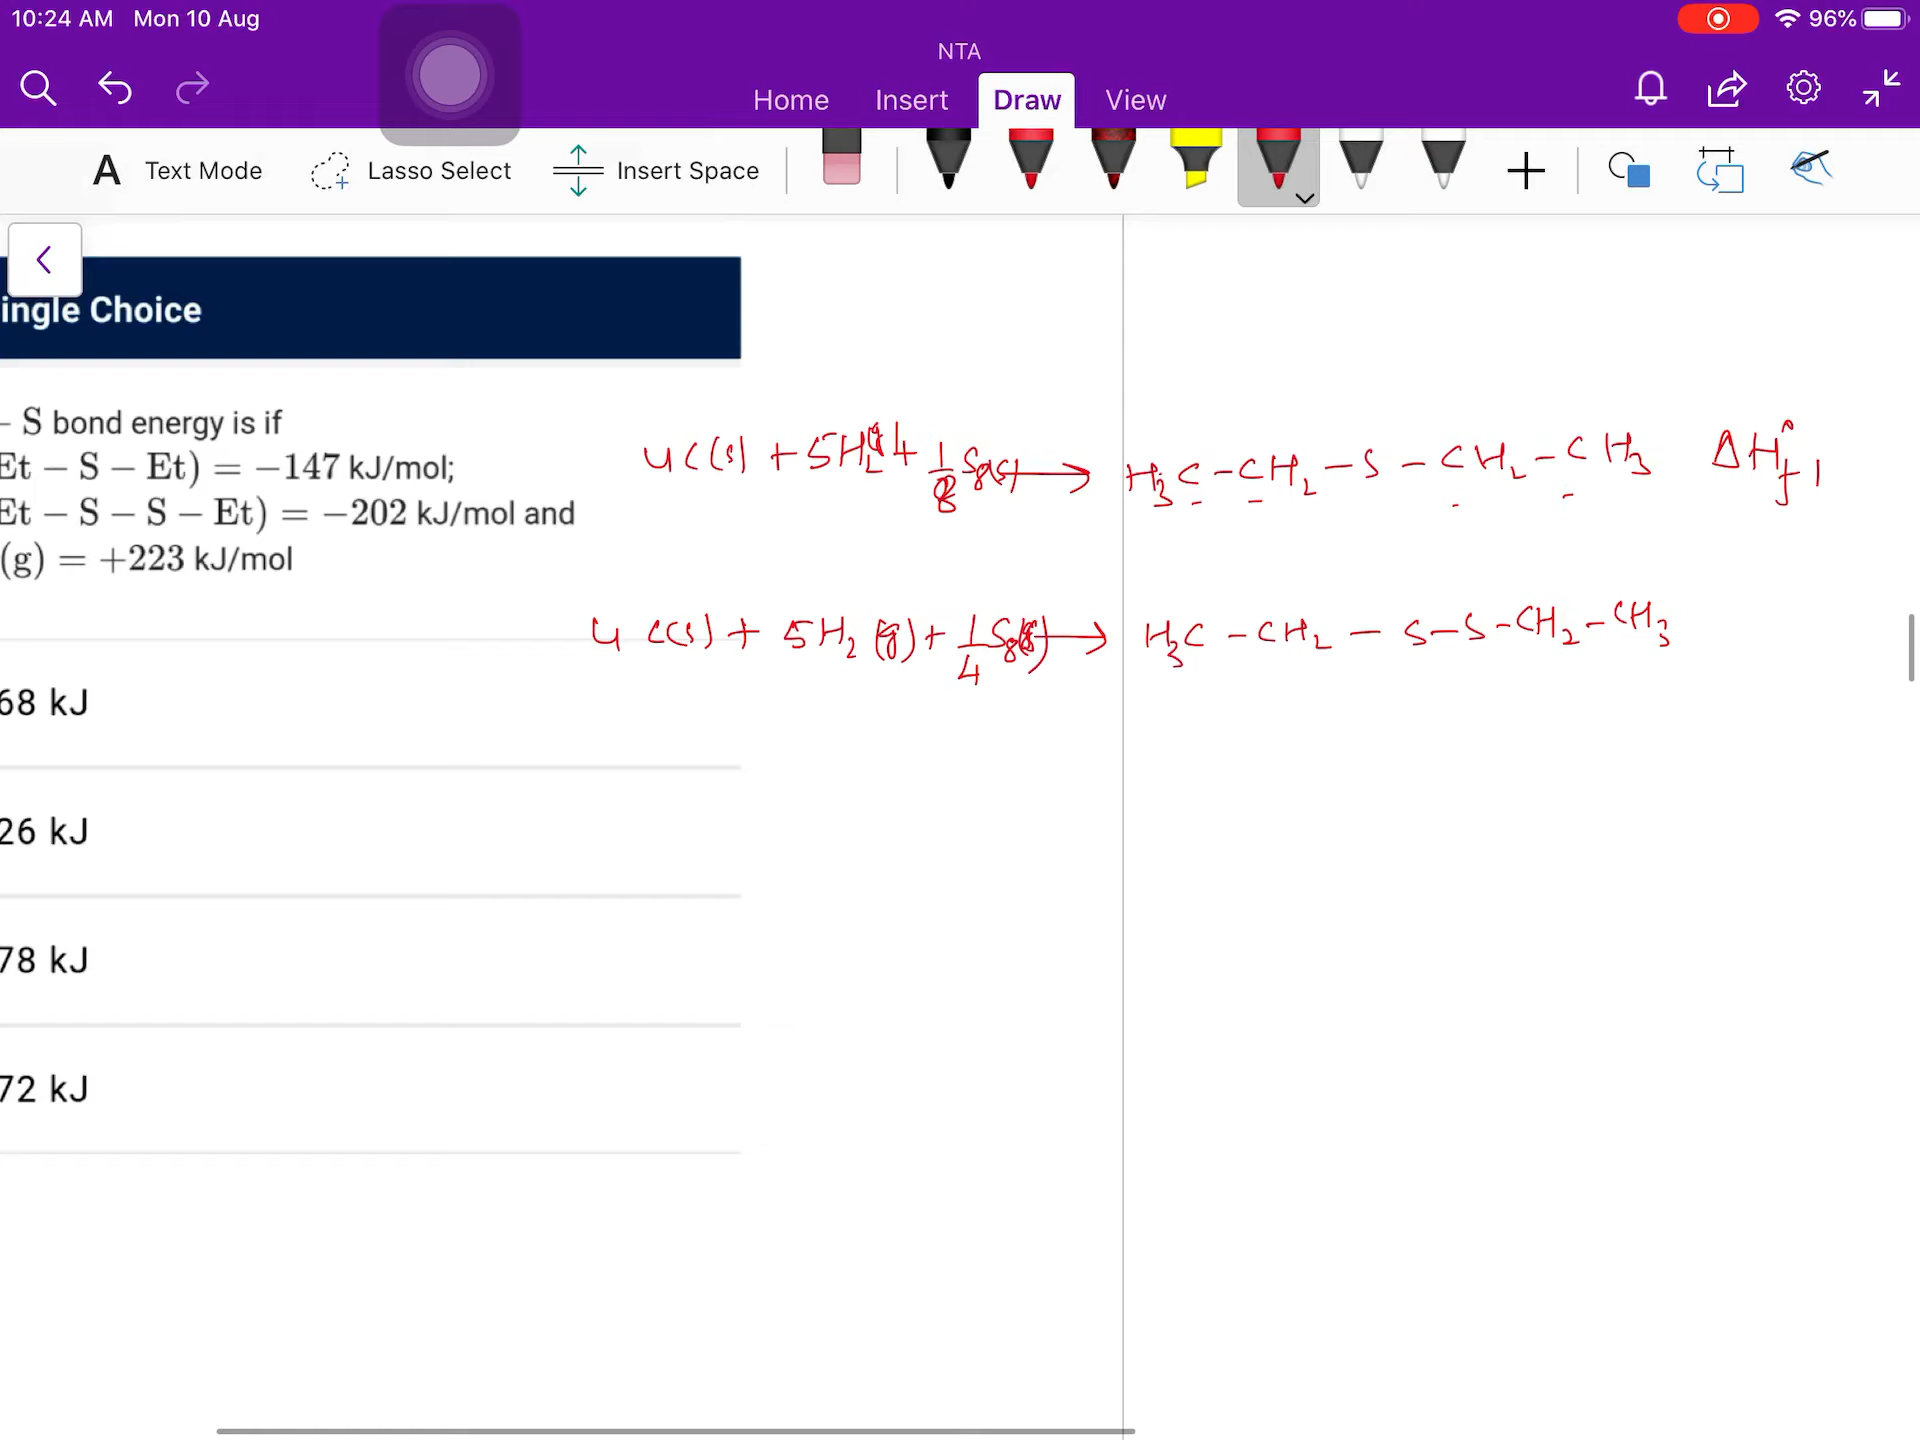 10:24 AM Mon 10 Aug
96%
NTA
Home Insert Draw View
A Text Mode Lasso Select Insert Space
ingle Choice
– S bond energy is if
Et – S – Et) = –147 kJ/mol;
Et – S – S – Et) = –202 kJ/mol and
(g) = +223 kJ/mol
68 kJ
26 kJ
78 kJ
72 kJ
4C(s) + 5H₂(g) + 1/8 S₈(s) → H₃C – CH₂ – S – CH₂ – CH₃ ΔH°f1
4 C(s) + 5H₂(g) + 1/4 S₈(s) → H₃C – CH₂ – S – S – CH₂ – CH₃